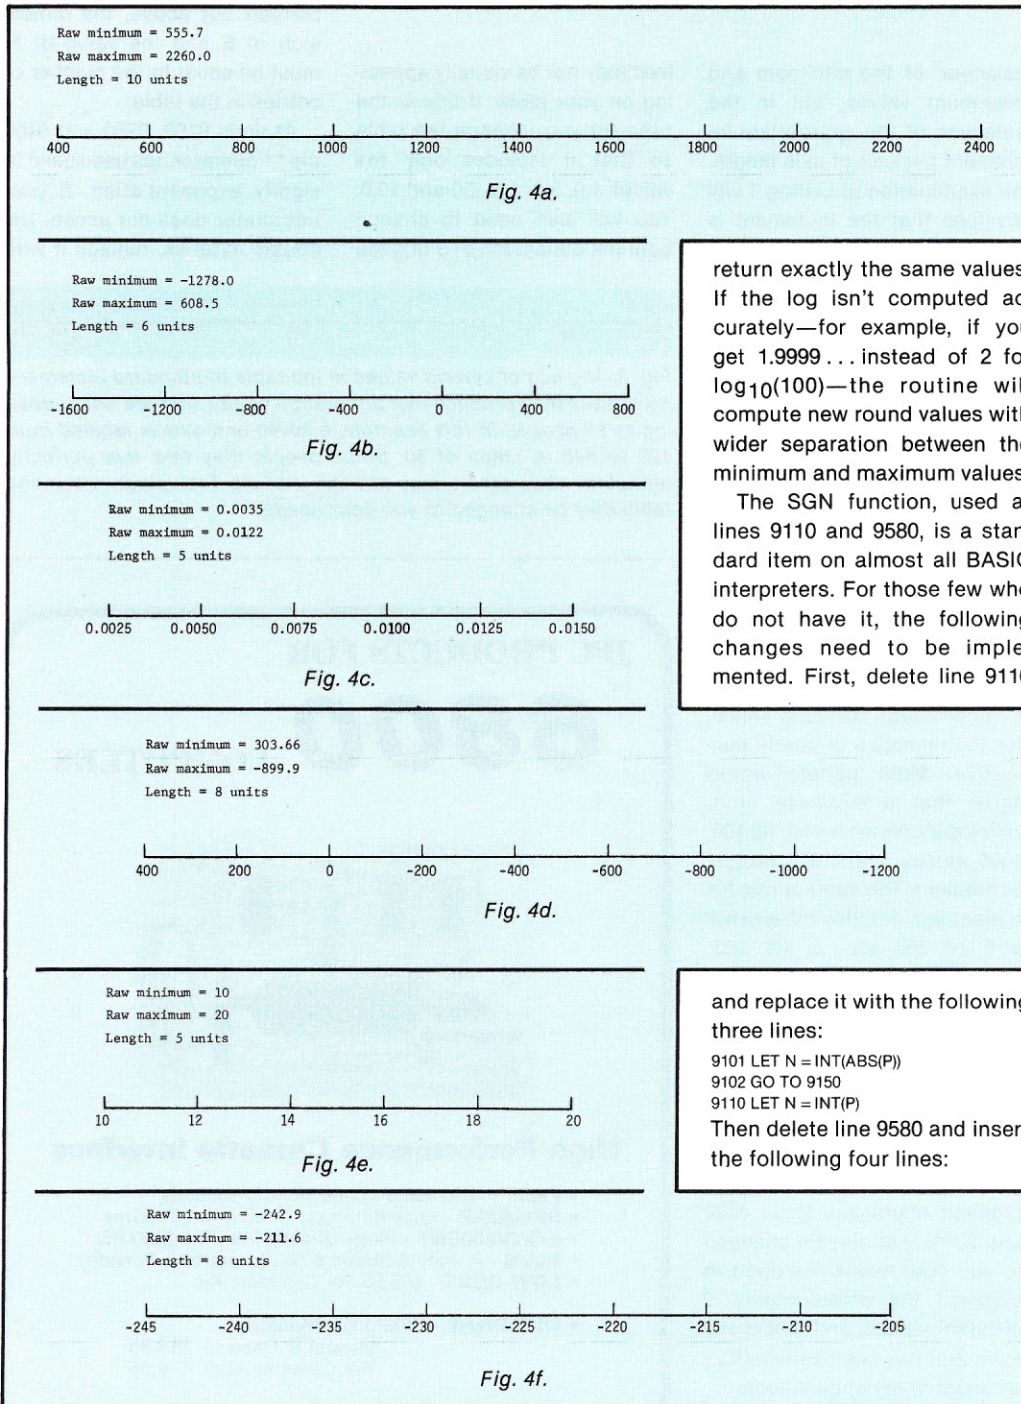 Raw minimum = 555.7
Raw maximum = 2260.0
Length = 10 units
400 600 800 1000 1200 1400 1600 1800 2000 2200 2400
Fig. 4a.
Raw minimum = -1278.0
Raw maximum = 608.5
Length = 6 units
-1600 -1200 -800 -400 0 400 800
Fig. 4b.
Raw minimum = 0.0035
Raw maximum = 0.0122
Length = 5 units
0.0025 0.0050 0.0075 0.0100 0.0125 0.0150
Fig. 4c.
Raw minimum = 303.66
Raw maximum = -899.9
Length = 8 units
400 200 0 -200 -400 -600 -800 -1000 -1200
Fig. 4d.
Raw minimum = 10
Raw maximum = 20
Length = 5 units
10 12 14 16 18 20
Fig. 4e.
Raw minimum = -242.9
Raw maximum = -211.6
Length = 8 units
-245 -240 -235 -230 -225 -220 -215 -210 -205
Fig. 4f.
return exactly the same values
If the log isn't computed ac
curately—for example, if you
get 1.9999 . . . instead of 2 fo
log10(100)—the routine wil
compute new round values with
wider separation between the
minimum and maximum values
The SGN function, used a
lines 9110 and 9580, is a stan
dard item on almost all BASIC
interpreters. For those few who
do not have it, the following
changes need to be imple
mented. First, delete line 9110
and replace it with the following
three lines:
9101 LET N = INT(ABS(P))
9102 GO TO 9150
9110 LET N = INT(P)
Then delete line 9580 and inser
the following four lines: